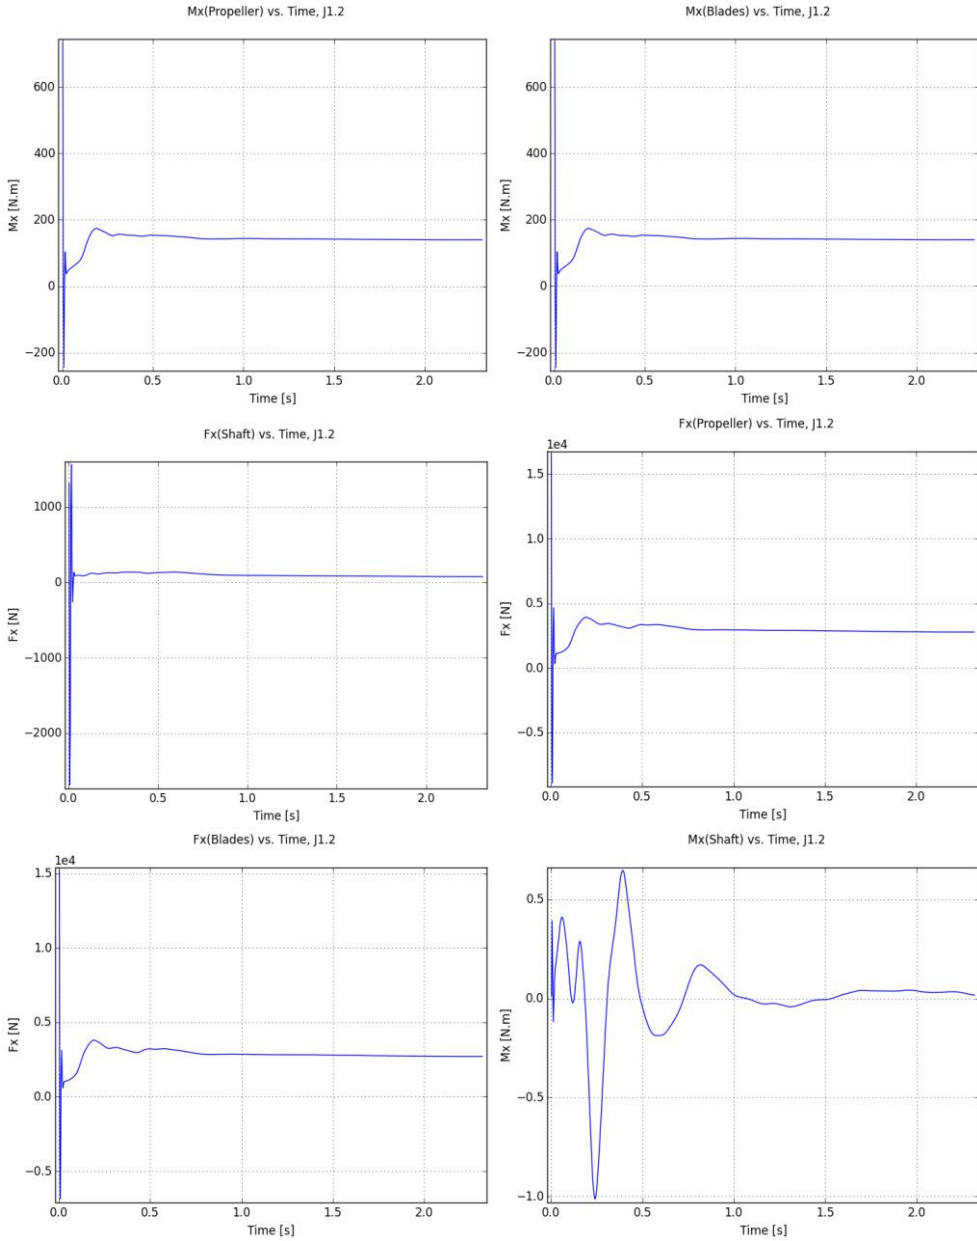 Mx(Propeller) vs. Time, J1.2
600
400
200
0
−200
Mx [N.m]
0.0 0.5 1.0 1.5 2.0
Time [s]
Mx(Blades) vs. Time, J1.2
600
400
200
0
−200
Mx [N.m]
0.0 0.5 1.0 1.5 2.0
Time [s]
Fx(Shaft) vs. Time, J1.2
1000
0
−1000
−2000
Fx [N]
0.0 0.5 1.0 1.5 2.0
Time [s]
Fx(Propeller) vs. Time, J1.2
1e4
1.5
1.0
0.5
0.0
−0.5
Fx [N]
0.0 0.5 1.0 1.5 2.0
Time [s]
Fx(Blades) vs. Time, J1.2
1e4
1.5
1.0
0.5
0.0
−0.5
Fx [N]
0.0 0.5 1.0 1.5 2.0
Time [s]
Mx(Shaft) vs. Time, J1.2
0.5
0.0
−0.5
−1.0
Mx [N.m]
0.0 0.5 1.0 1.5 2.0
Time [s]